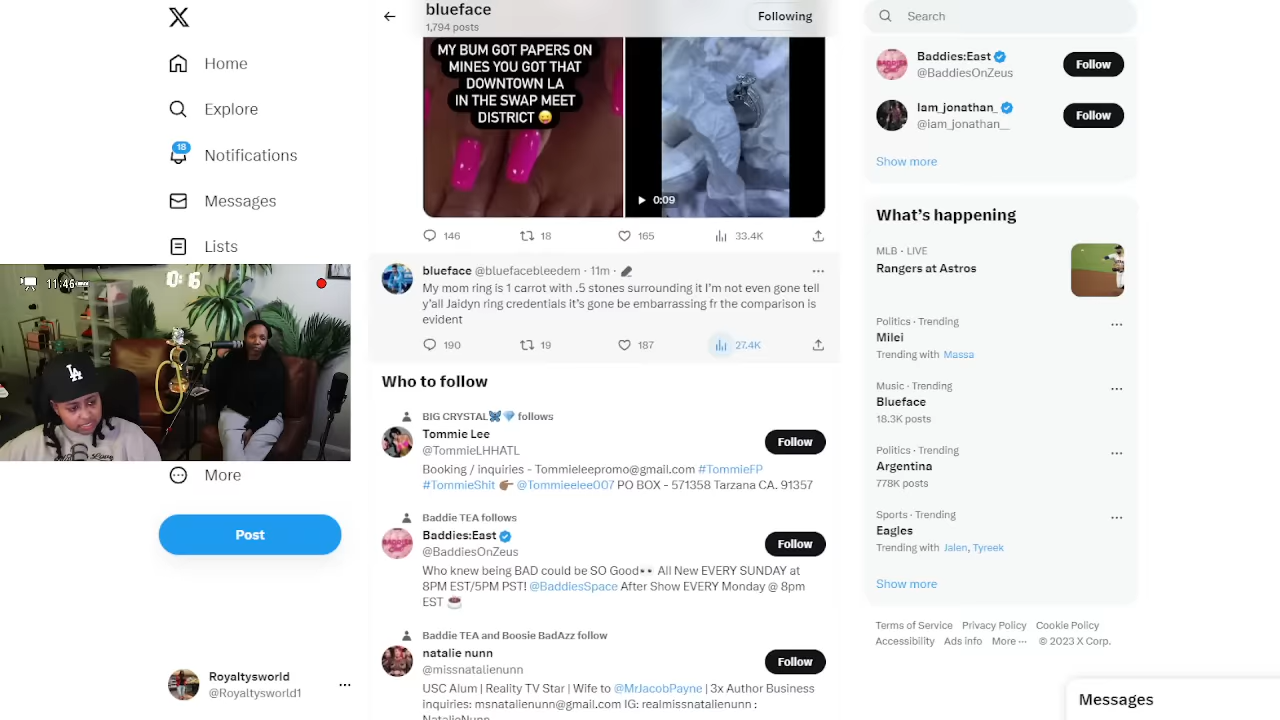 Home
Explore
18
Notifications
Messages
Lists
11:46
0:
6
LA
More
Post
Royaltysworld
@Royaltysworld1
blueface
1,794 posts
Following
MY BUM GOT PAPERS ON
MINES YOU GOT THAT
DOWNTOWN LA
IN THE SWAP MEET
DISTRICT 😛
0:09
146
18
165
33.4K
blueface @bluefacebleedem · 11m ·
My mom ring is 1 carrot with .5 stones surrounding it I'm not even gone tell
y'all Jaidyn ring credentials it's gone be embarrassing fr the comparison is
evident
190
19
187
27.4K
Who to follow
BIG CRYSTAL🦋💎 follows
Tommie Lee
@TommieLHHATL
Follow
Booking / inquiries - Tommieleepromo@gmail.com #TommieFP
#TommieShit 👉🏽 @Tommieelee007 PO BOX - 571358 Tarzana CA. 91357
Baddie TEA follows
Baddies:East
@BaddiesOnZeus
Follow
Who knew being BAD could be SO Good👀 All New EVERY SUNDAY at
8PM EST/5PM PST! @BaddiesSpace After Show EVERY Monday @ 8pm
EST ☕
Baddie TEA and Boosie BadAzz follow
natalie nunn
@missnatalienunn
Follow
USC Alum | Reality TV Star | Wife to @MrJacobPayne | 3x Author Business
inquiries: msnatalienunn@gmail.com IG: realmissnatalienunn :
NatalieNunn
Search
Baddies:East
@BaddiesOnZeus
Follow
Iam_jonathan_
@iam_jonathan__
Follow
Show more
What's happening
MLB · LIVE
Rangers at Astros
Politics · Trending
Milei
Trending with Massa
Music · Trending
Blueface
18.3K posts
Politics · Trending
Argentina
778K posts
Sports · Trending
Eagles
Trending with Jalen, Tyreek
Show more
Terms of Service Privacy Policy Cookie Policy
Accessibility Ads info More ··· © 2023 X Corp.
Messages